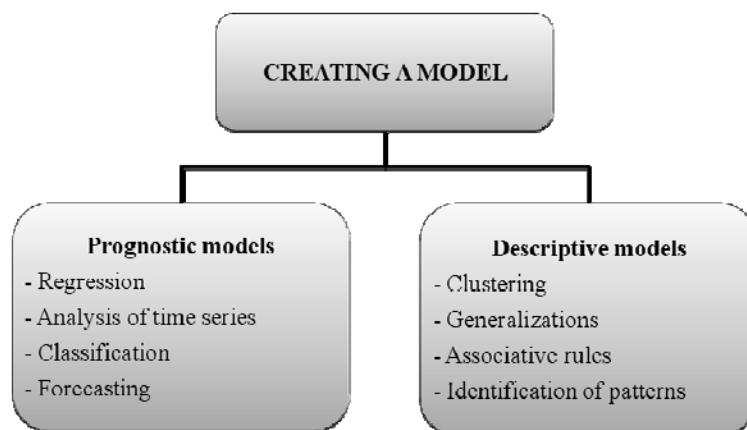 CREATING A MODEL
Prognostic models
- Regression
- Analysis of time series
- Classification
- Forecasting
Descriptive models
- Clustering
- Generalizations
- Associative rules
- Identification of patterns